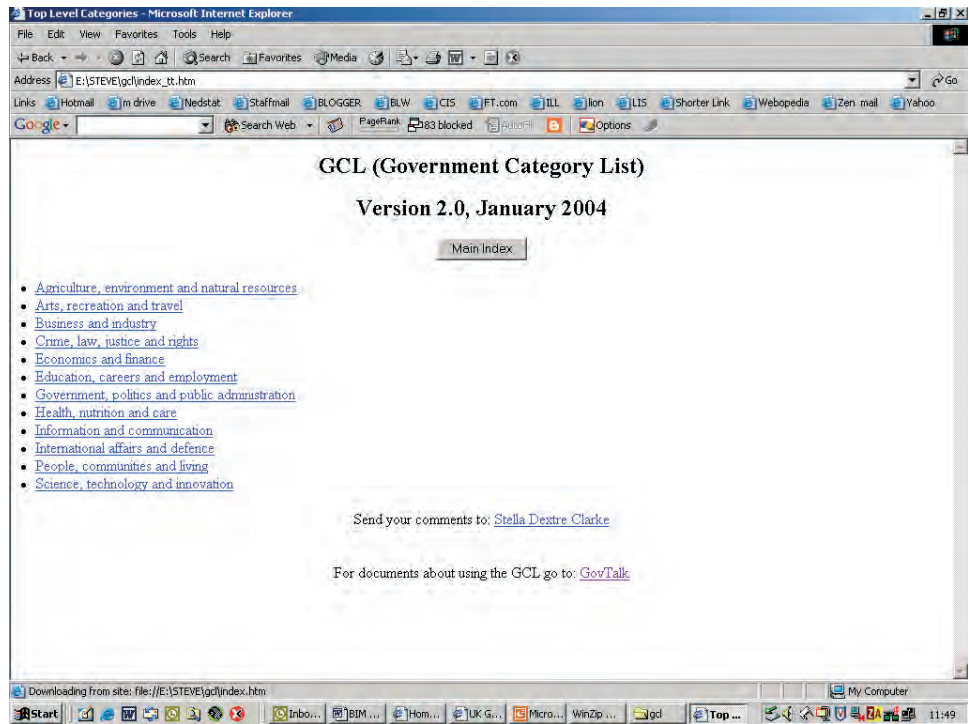 Top Level Categories - Microsoft Internet Explorer
File Edit View Favorites Tools Help
Back Search Favorites Media
Address E:\STEVE\gcl\index_tt.htm Go
Links Hotmail m drive Nedstat Staffmail BLOGGER BLW CIS FT.com ILL lion LIS Shorter Link Webopedia Zen mail Yahoo
Google Search Web PageRank 83 blocked AutoFill Options
GCL (Government Category List)
Version 2.0, January 2004
Main Index
Agriculture, environment and natural resources
Arts, recreation and travel
Business and industry
Crime, law, justice and rights
Economics and finance
Education, careers and employment
Government, politics and public administration
Health, nutrition and care
Information and communication
International affairs and defence
People, communities and living
Science, technology and innovation
Send your comments to: Stella Dextre Clarke
For documents about using the GCL go to: GovTalk
Downloading from site: file://E:\STEVE\gcl\index.htm My Computer
Start Inbo... BIM ... Hom... UK G... Micro... WinZip ... gcl Top ... 11:49